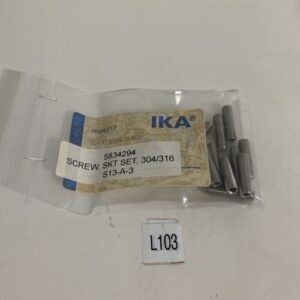 IKA®
5834294
SCREW, SKT SET, 304/316
S13-A-3
L103